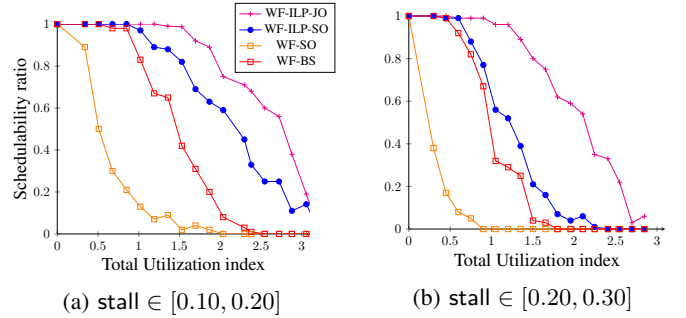 WF-ILP-JO
WF-ILP-SO
WF-SO
WF-BS
Schedulability ratio
1
0.8
0.6
0.4
0.2
0
0 0.5 1 1.5 2 2.5 3
Total Utilization index
(a) stall ∈ [0.10, 0.20]
1
0.8
0.6
0.4
0.2
0
0 0.5 1 1.5 2 2.5 3
Total Utilization index
(b) stall ∈ [0.20, 0.30]